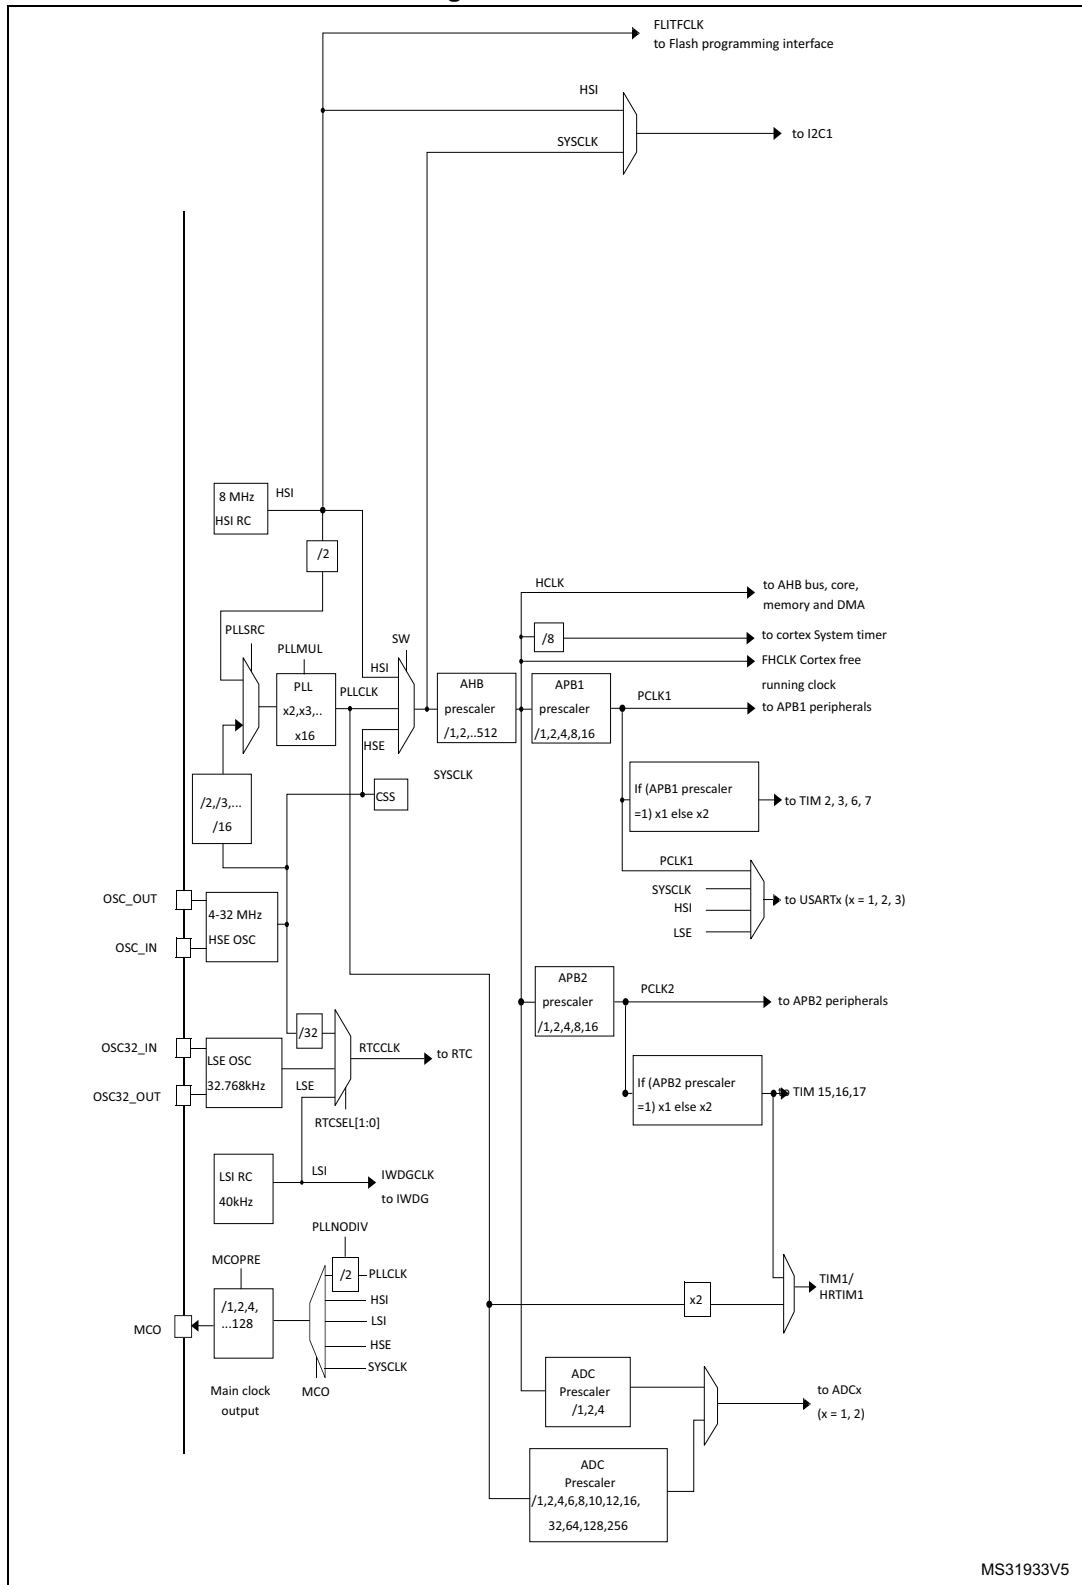 FLITFCLK
to Flash programming interface
HSI
to I2C1
SYSCLK
8 MHz
HSI RC
HSI
/2
HCLK
to AHB bus, core,
memory and DMA
/8
to cortex System timer
PLLSRC
PLLMUL
SW
FHCLK Cortex free
running clock
HSI
PLL
x2,x3,..
x16
PLLCLK
AHB
prescaler
/1,2,..512
APB1
prescaler
/1,2,4,8,16
PCLK1
to APB1 peripherals
HSE
SYSCLK
CSS
/2,/3,...
/16
If (APB1 prescaler
=1) x1 else x2
to TIM 2, 3, 6, 7
PCLK1
SYSCLK
HSI
LSE
to USARTx (x = 1, 2, 3)
OSC_OUT
OSC_IN
4-32 MHz
HSE OSC
APB2
prescaler
/1,2,4,8,16
PCLK2
to APB2 peripherals
/32
OSC32_IN
OSC32_OUT
LSE OSC
32.768kHz
LSE
RTCCLK
to RTC
RTCSEL[1:0]
If (APB2 prescaler
=1) x1 else x2
to TIM 15,16,17
LSI RC
40kHz
LSI
IWDGCLK
to IWDG
PLLNODIV
MCOPRE
/2
PLLCLK
HSI
LSI
HSE
SYSCLK
/1,2,4,
...128
MCO
MCO
Main clock
output
x2
TIM1/
HRTIM1
ADC
Prescaler
/1,2,4
to ADCx
(x = 1, 2)
ADC
Prescaler
/1,2,4,6,8,10,12,16,
32,64,128,256
MS31933V5